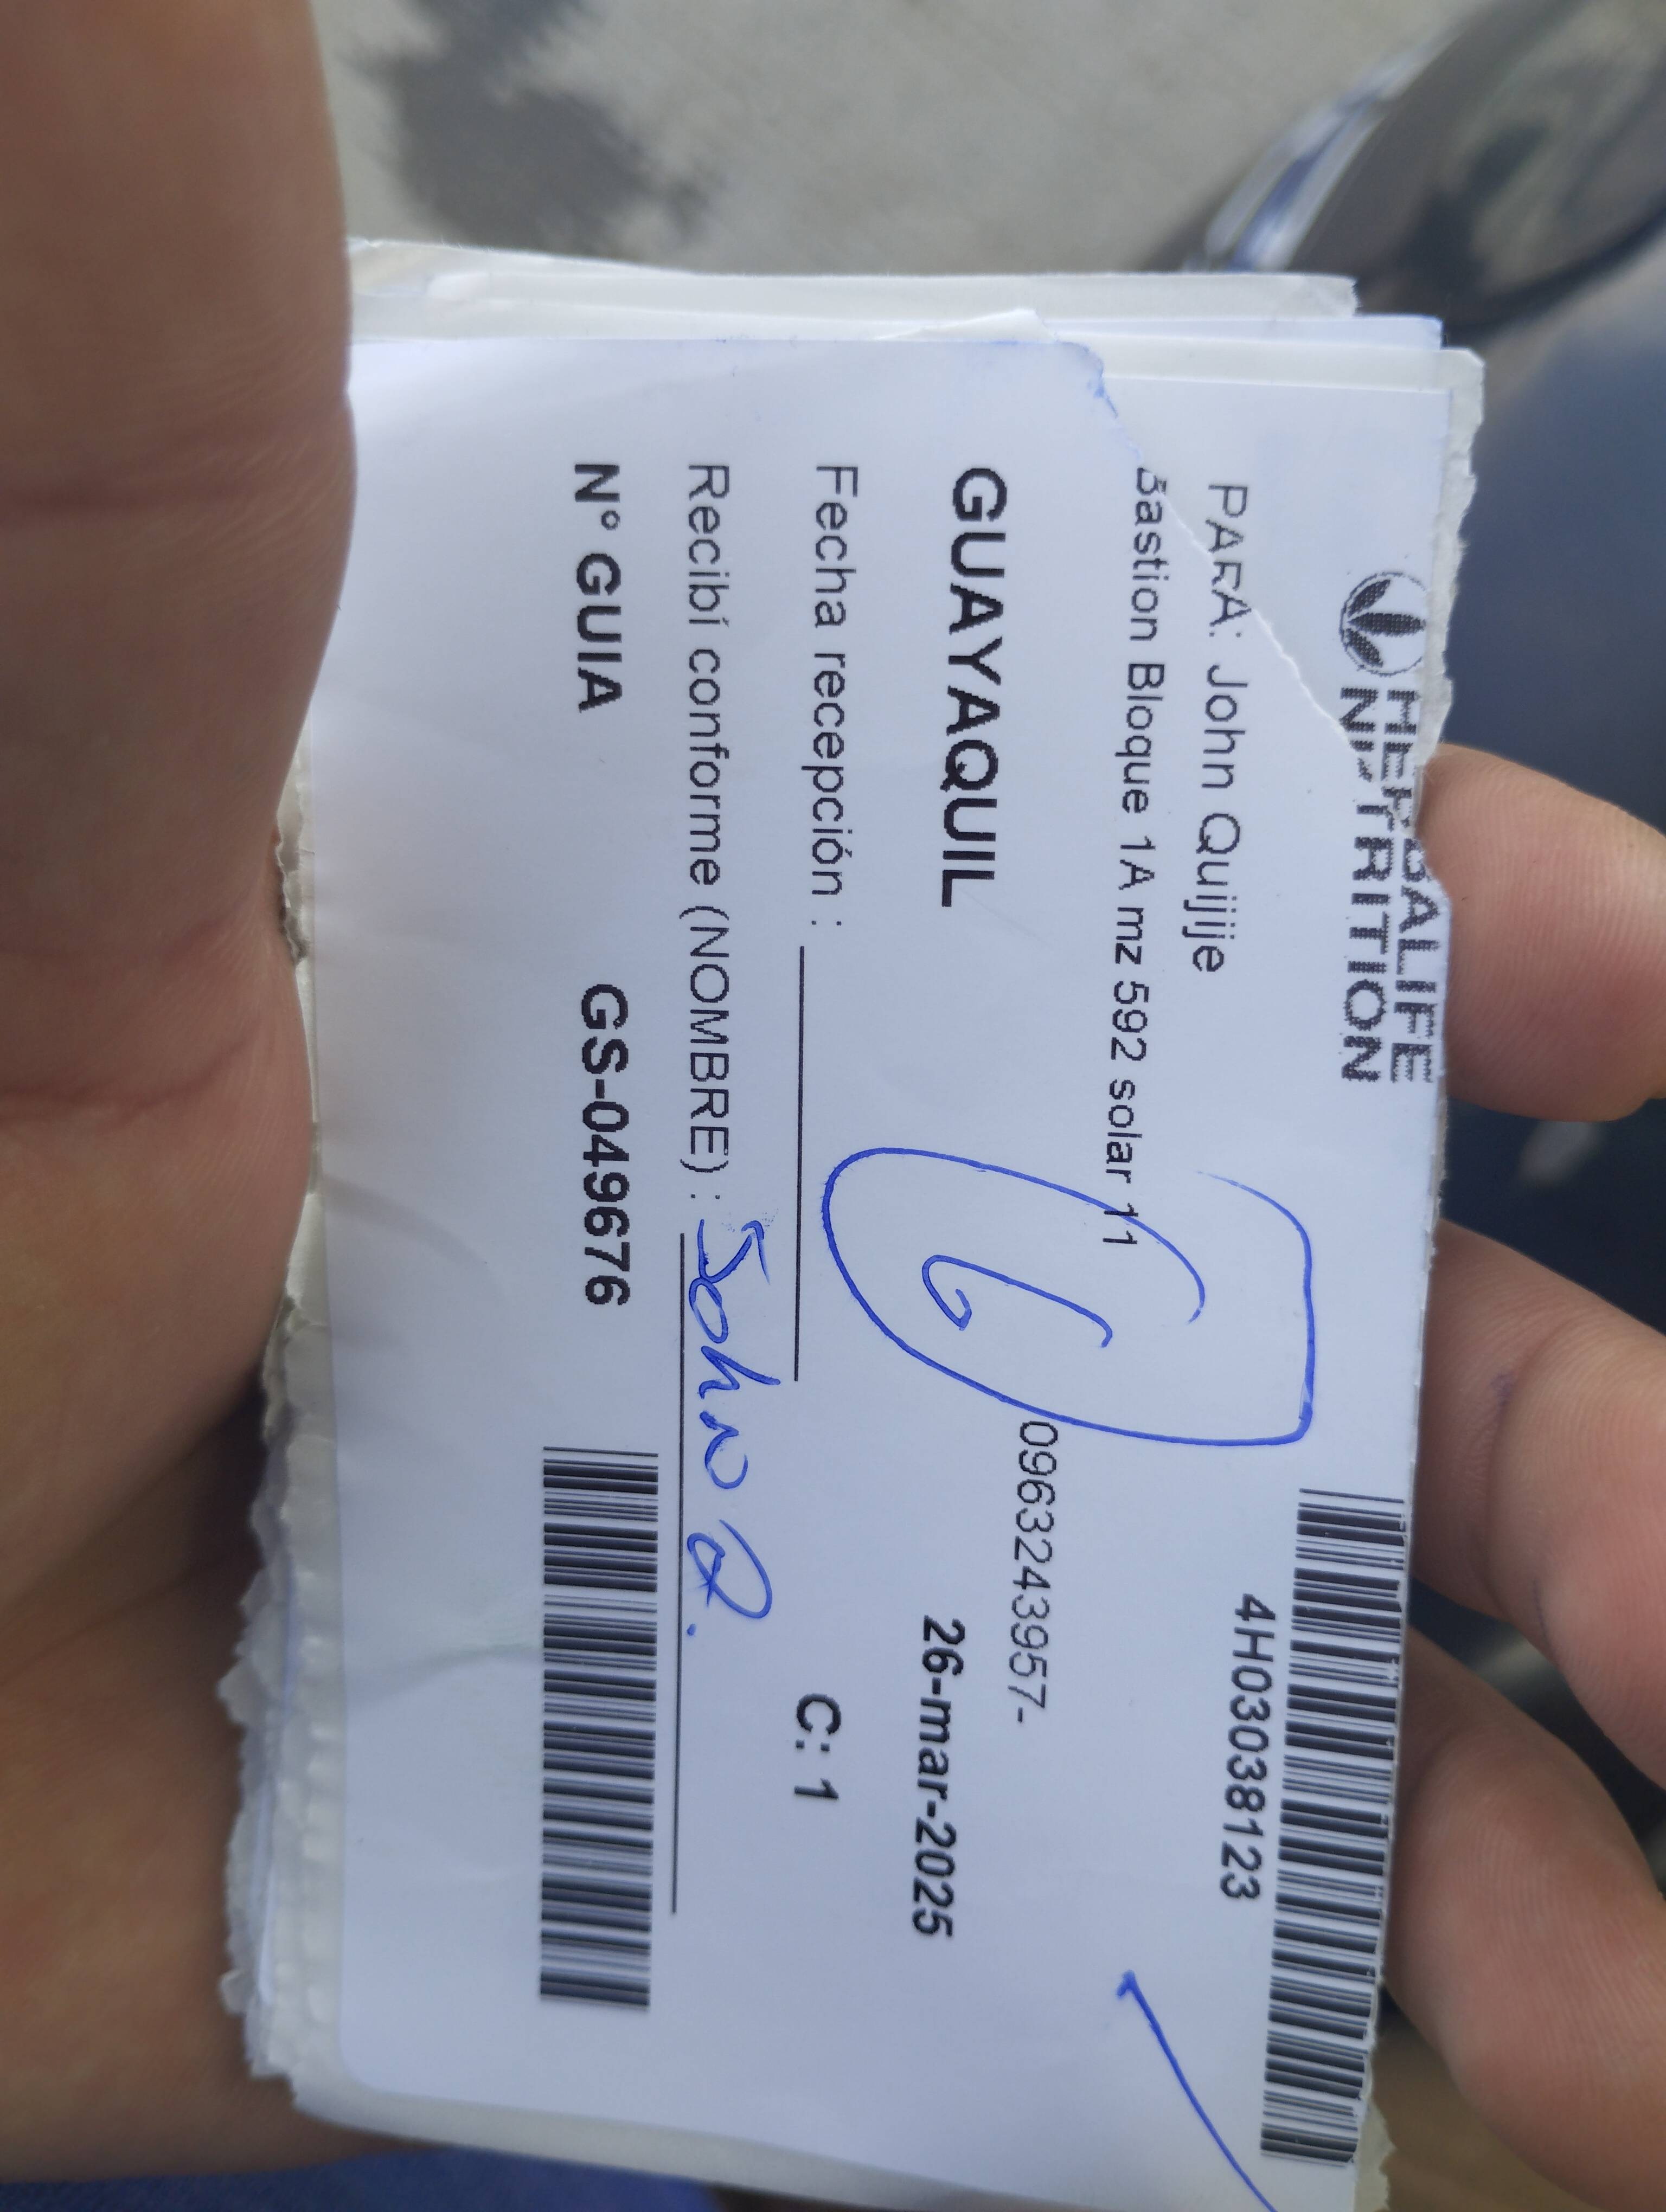 HERBALIFE
NUTRITION
4H03038123
PARA: John Quijije
Bastion Bloque 1A mz 592 solar 11
6
0963243957-
GUAYAQUIL
26-mar-2025
Fecha recepción :
C: 1
Recibí conforme (NOMBRE) : John Q.
N° GUIA GS-049676